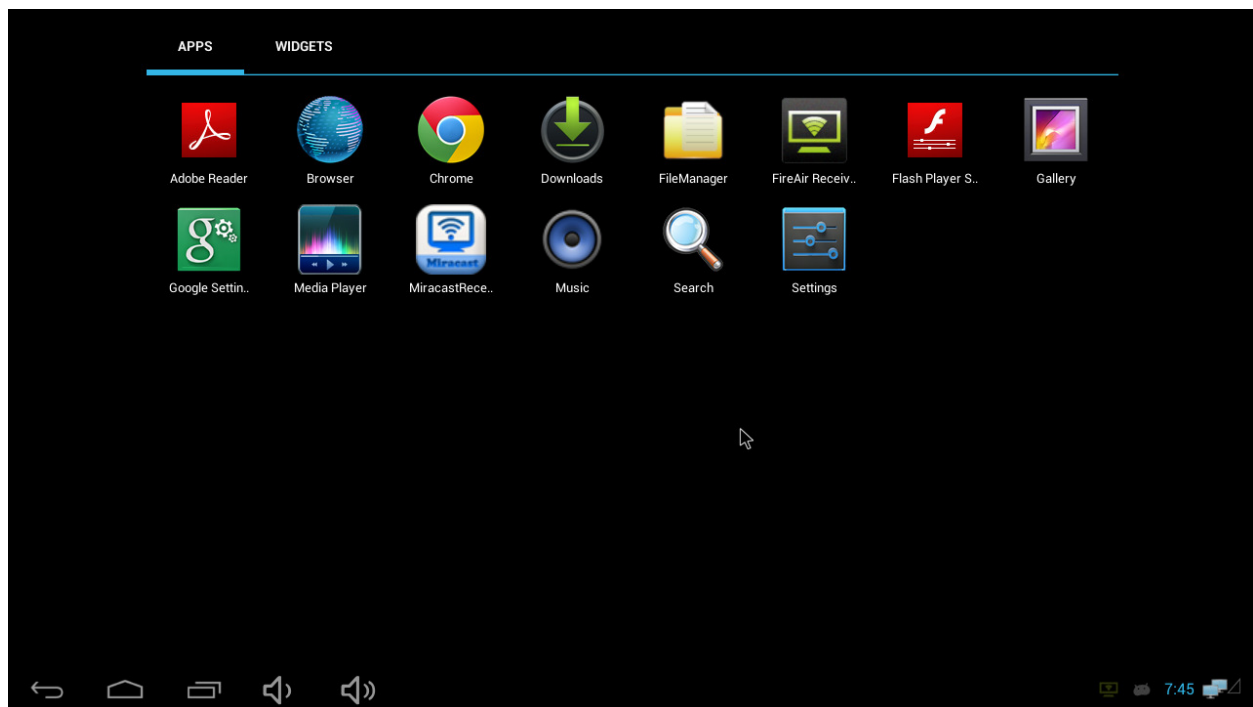 APPS WIDGETS
Adobe Reader Browser Chrome Downloads FileManager FireAir Receiv.. Flash Player S.. Gallery
Miracast
Google Settin.. Media Player MiracastRece.. Music Search Settings
7:45